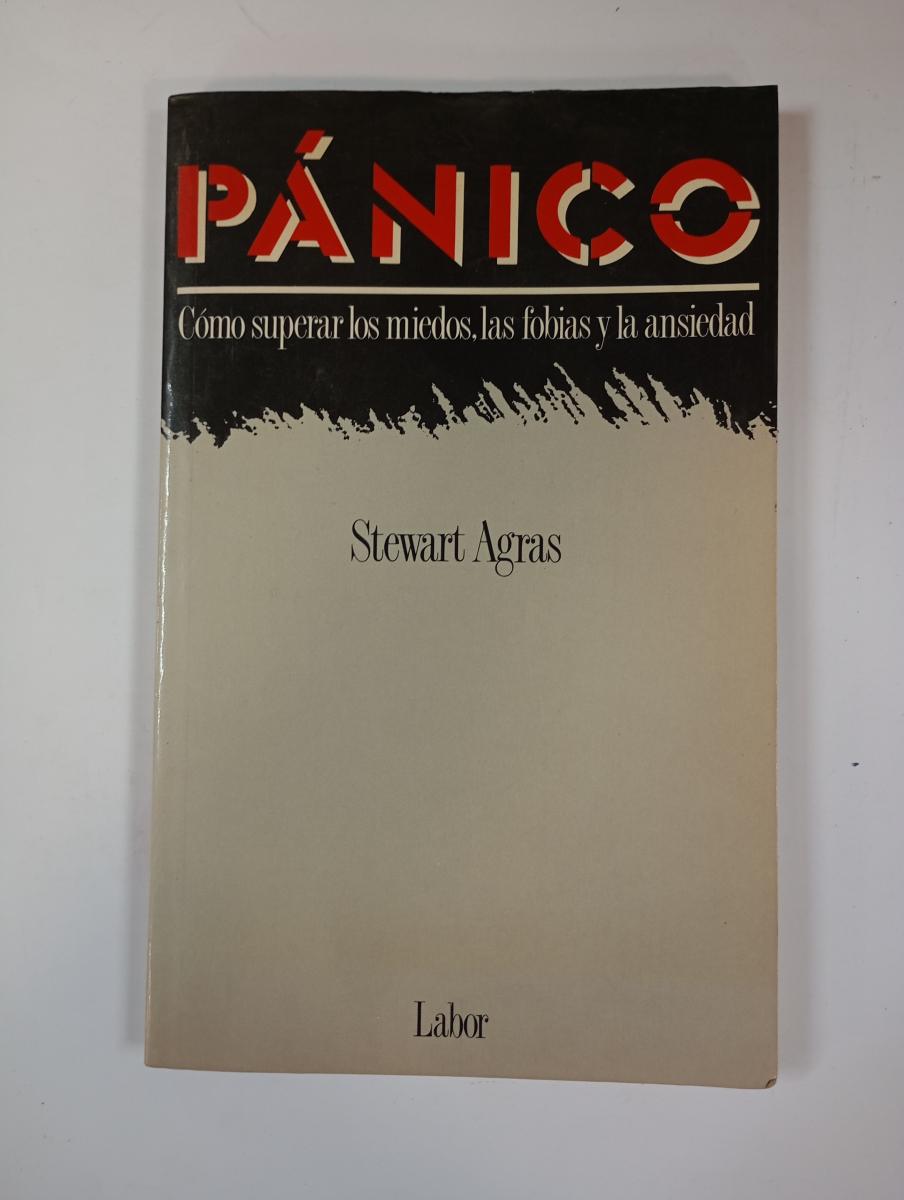 PÁNICO
Cómo superar los miedos, las fobias y la ansiedad
Stewart Agras
Labor